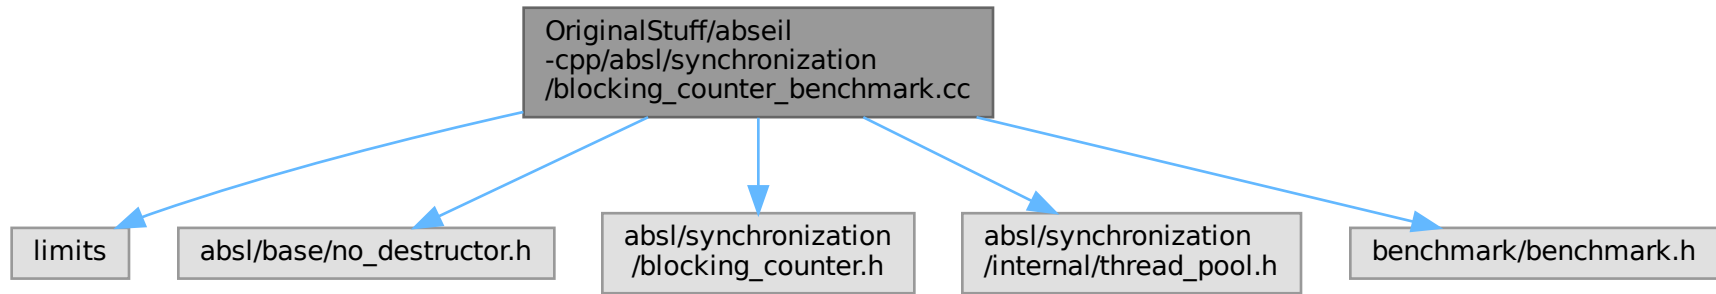 OriginalStuff/abseil
-cpp/absl/synchronization
/blocking_counter_benchmark.cc
limits
absl/base/no_destructor.h
absl/synchronization
/blocking_counter.h
absl/synchronization
/internal/thread_pool.h
benchmark/benchmark.h